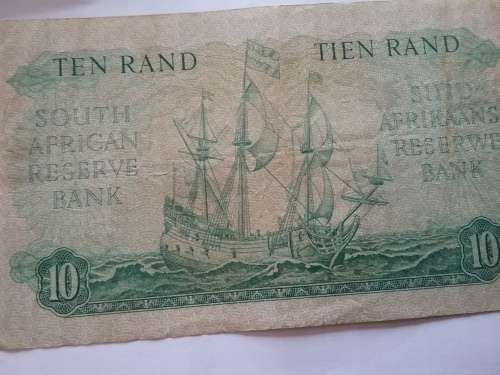 TEN RAND
TIEN RAND
SOUTH
AFRICAN
RESERVE
BANK
SUID-
AFRIKAANSE
RESERWE
BANK
10
10